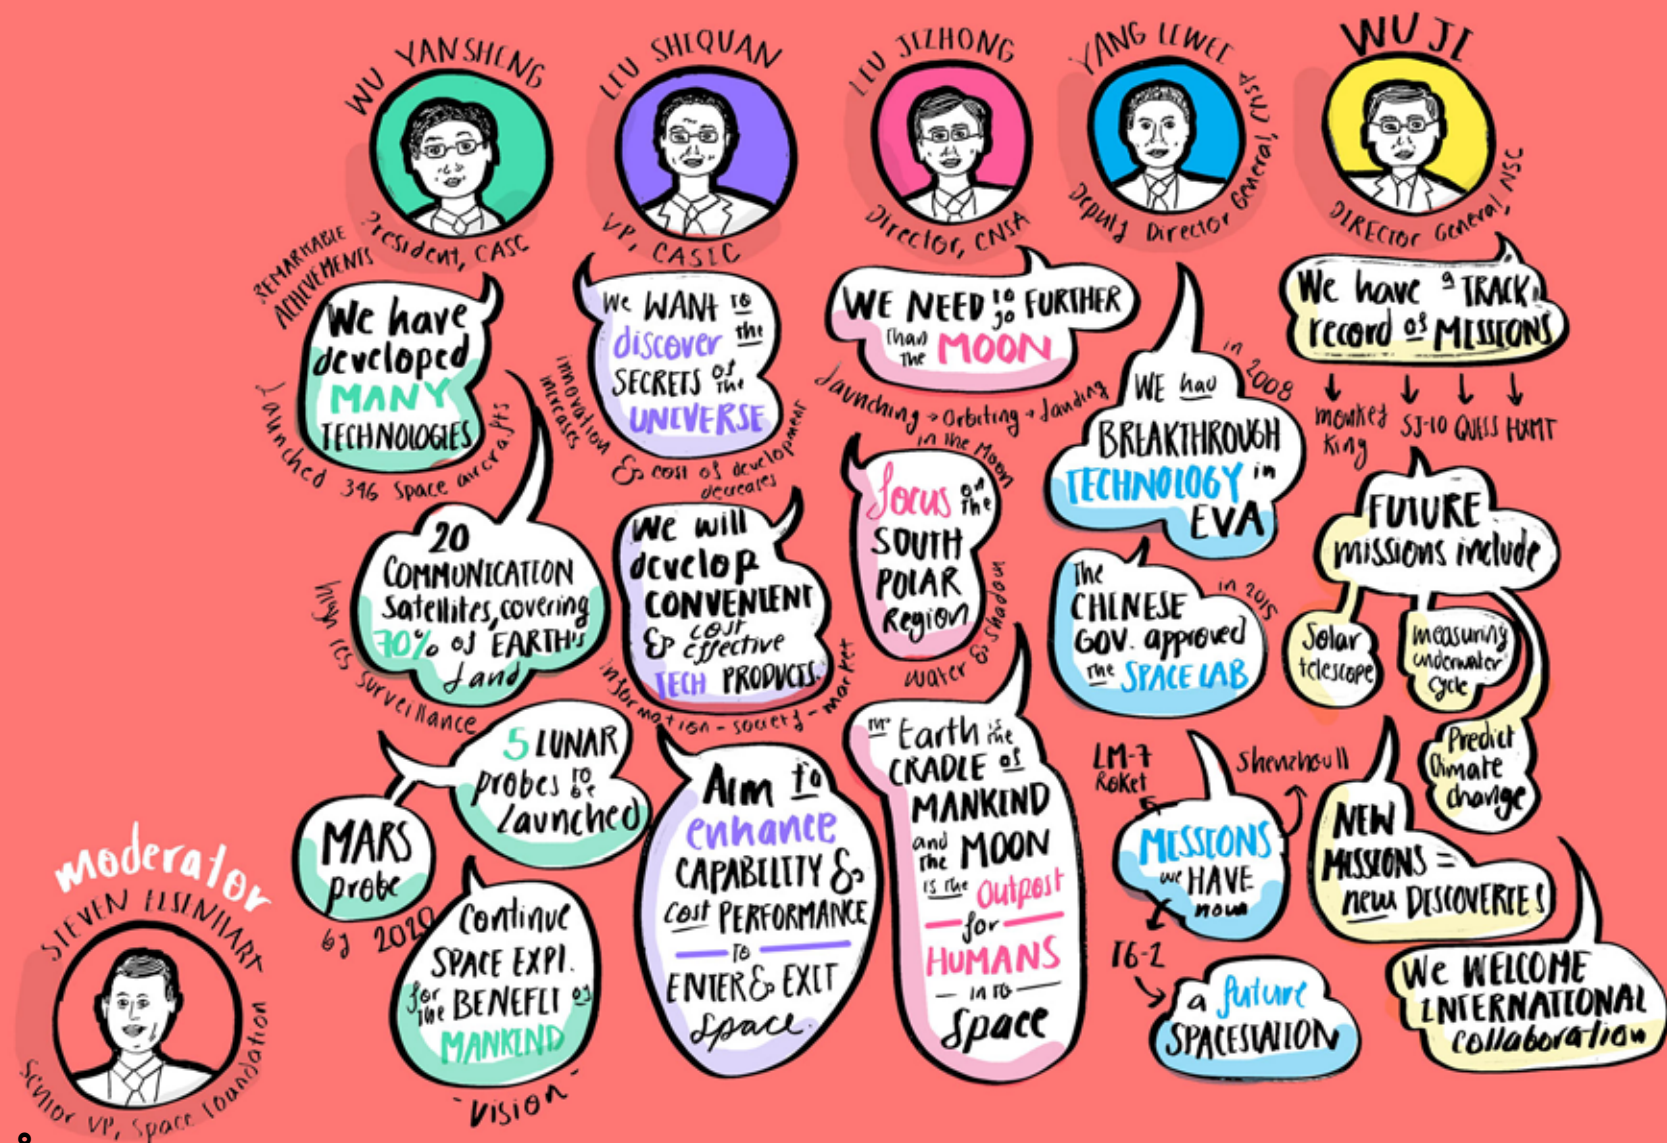 WU YANSHENG
President, CASC
REMARKABLE
ACHIEVEMENTS
We have
developed
MANY
TECHNOLOGIES
Launched 346 space aircrafts
20
COMMUNICATION
Satellites, covering
70% of EARTH'S
Land
high res surveillance
5 LUNAR
probes to be
Launched
MARS
probe
by 2020
Continue
SPACE EXPL.
for the BENEFIT of
MANKIND
- vision -
LIU SHIQUAN
VP, CASIC
We WANT to
discover the
SECRETS of the
UNIVERSE
innovation
increases
& cost of development
decreases
We will
develop
CONVENIENT
& cost
effective
TECH PRODUCTS.
information - society - market
Aim to
enhance
CAPABILITY &
cost PERFORMANCE
TO
ENTER & EXIT
space.
LIU JIZHONG
Director, CNSA
WE NEED to go FURTHER
than the MOON
Launching → Orbiting → Landing
in the Moon
focus on the
SOUTH
POLAR
Region
water & shadow
The Earth is the
CRADLE of
MANKIND
and the MOON
is the outpost
for
HUMANS
INTO
Space
YANG LIWEI
Deputy Director General, CMSA
WE had
BREAKTHROUGH
TECHNOLOGY in
EVA
in 2008
The
CHINESE
GOV. approved
the SPACE LAB
in 2015
LM-7
Roket
Shenzhou 11
MISSIONS
we HAVE
now
TG-2
a future
SPACESTATION
WU JI
DIRECTOR General, NSC
We have a TRACK
record of MISSIONS
monkey
king
SJ-10
QUESS
HXMT
FUTURE
missions include
Solar
telescope
measuring
underwater
cycle
Predict
climate
change
NEW
MISSIONS =
new DISCOVERIES
We WELCOME
INTERNATIONAL
collaboration
moderator
STEVEN EISENHART
Senior VP, Space Foundation